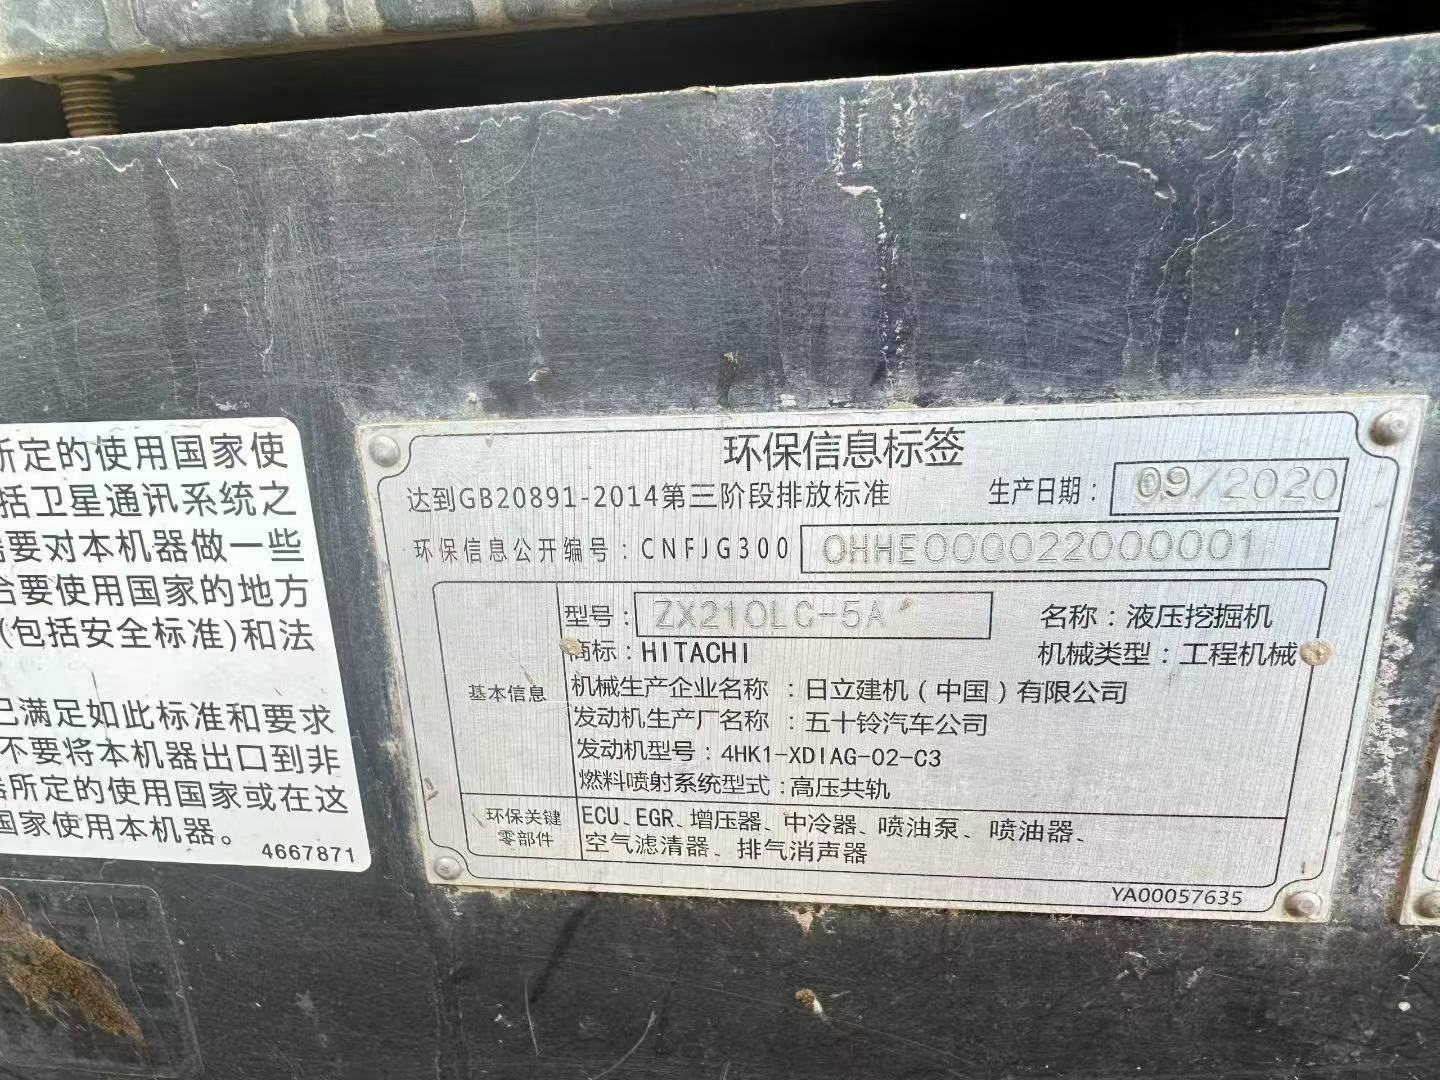 所定的使用国家使
括卫星通讯系统之
需要对本机器做一些
合要使用国家的地方
(包括安全标准)和法
已满足如此标准和要求
不要将本机器出口到非
所定的使用国家或在这
国家使用本机器。
4667871
环保信息标签
达到GB20891-2014第三阶段排放标准
生产日期: 09/2020
环保信息公开编号: CNFJG300 0HHE000022000001
基本信息
型号: ZX210LC-5A
名称: 液压挖掘机
商标: HITACHI
机械类型: 工程机械
机械生产企业名称 : 日立建机(中国)有限公司
发动机生产厂名称 : 五十铃汽车公司
发动机型号: 4HK1-XDIAG-02-C3
燃料喷射系统型式: 高压共轨
环保关键
零部件
ECU、EGR、增压器、中冷器、喷油泵、喷油器、
空气滤清器、排气消声器
YA00057635